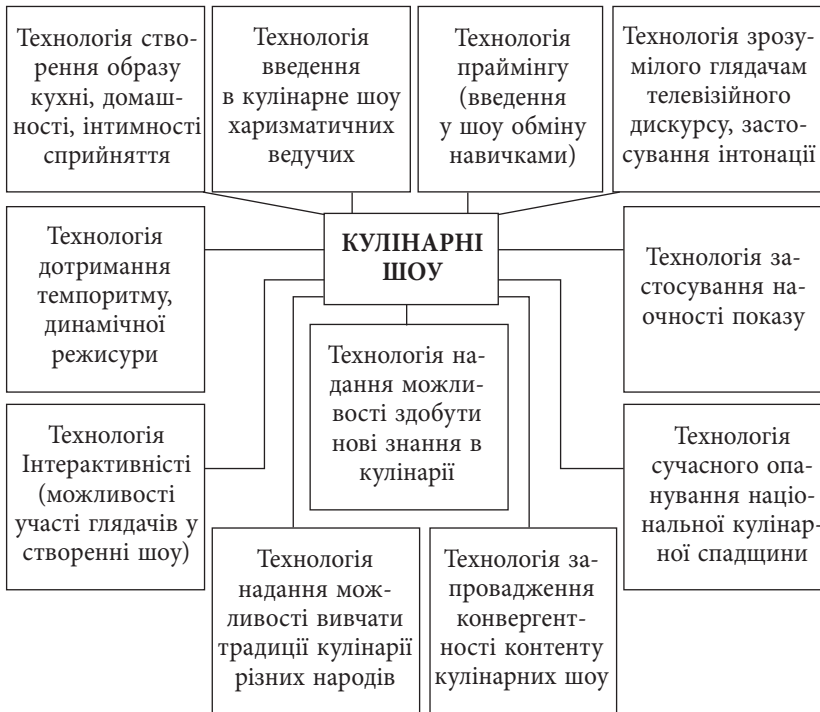 Технологія ство-
рення образу
кухні, домаш-
ності, інтимності
сприйняття
Технологія
введення
в кулінарне шоу
харизматичних
ведучих
Технологія
праймінгу
(введення
у шоу обміну
навичками)
Технологія зрозу-
мілого глядачам
телевізійного
дискурсу, засто-
сування інтонації
КУЛІНАРНІ
ШОУ
Технологія
дотримання
темпоритму,
динамічної
режисури
Технологія за-
стосування на-
очності показу
Технологія на-
дання можли-
вості здобути
нові знання в
кулінарії
Технологія
Інтерактивністі
(можливості
участі глядачів у
створенні шоу)
Технологія
сучасного опа-
нування націо-
нальної кулінар-
ної спадщини
Технологія
надання мож-
ливості вивчати
традиції кулінарії
різних народів
Технологія за-
провадження
конвергент-
ності контенту
кулінарних шоу